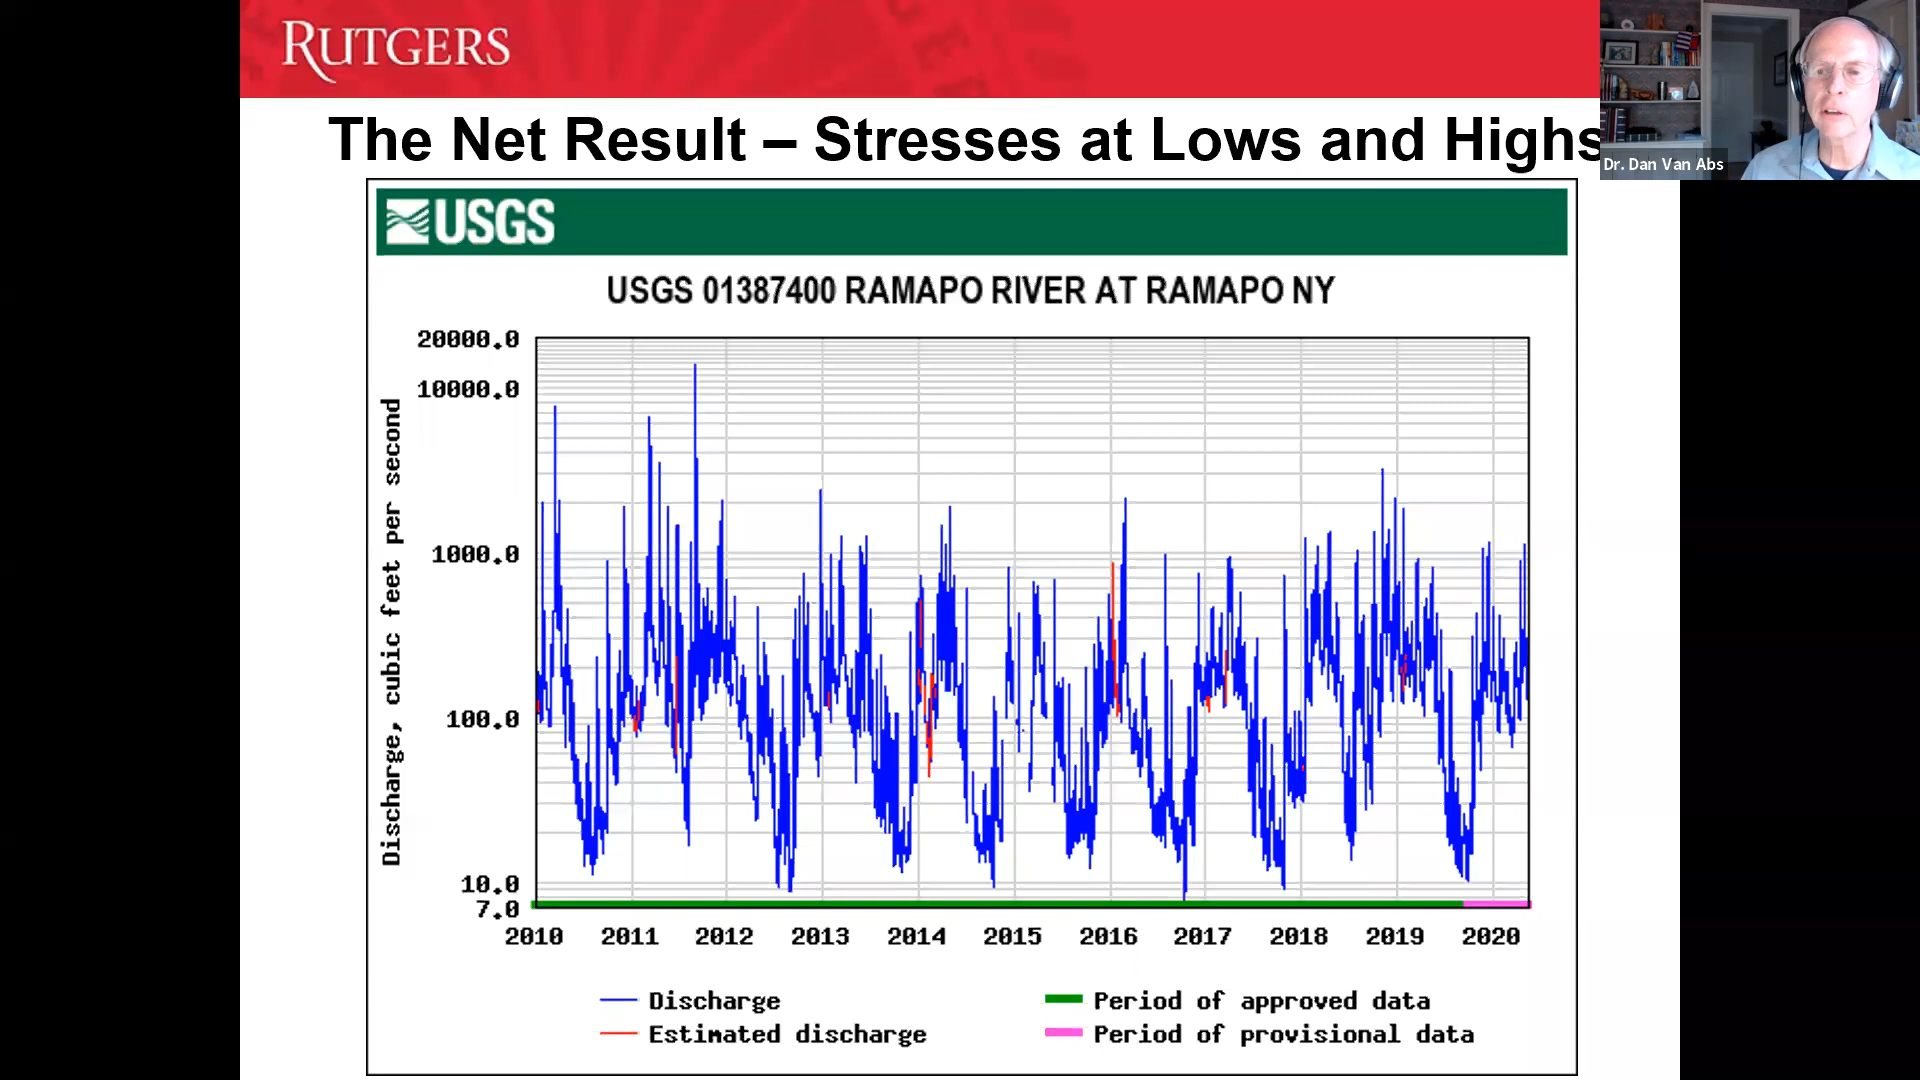 RUTGERS
The Net Result – Stresses at Lows and Highs
Dr. Dan Van Abs
USGS
USGS 01387400 RAMAPO RIVER AT RAMAPO NY
Discharge, cubic feet per second
20000.0
10000.0
1000.0
100.0
10.0
7.0
2010 2011 2012 2013 2014 2015 2016 2017 2018 2019 2020
Discharge
Estimated discharge
Period of approved data
Period of provisional data